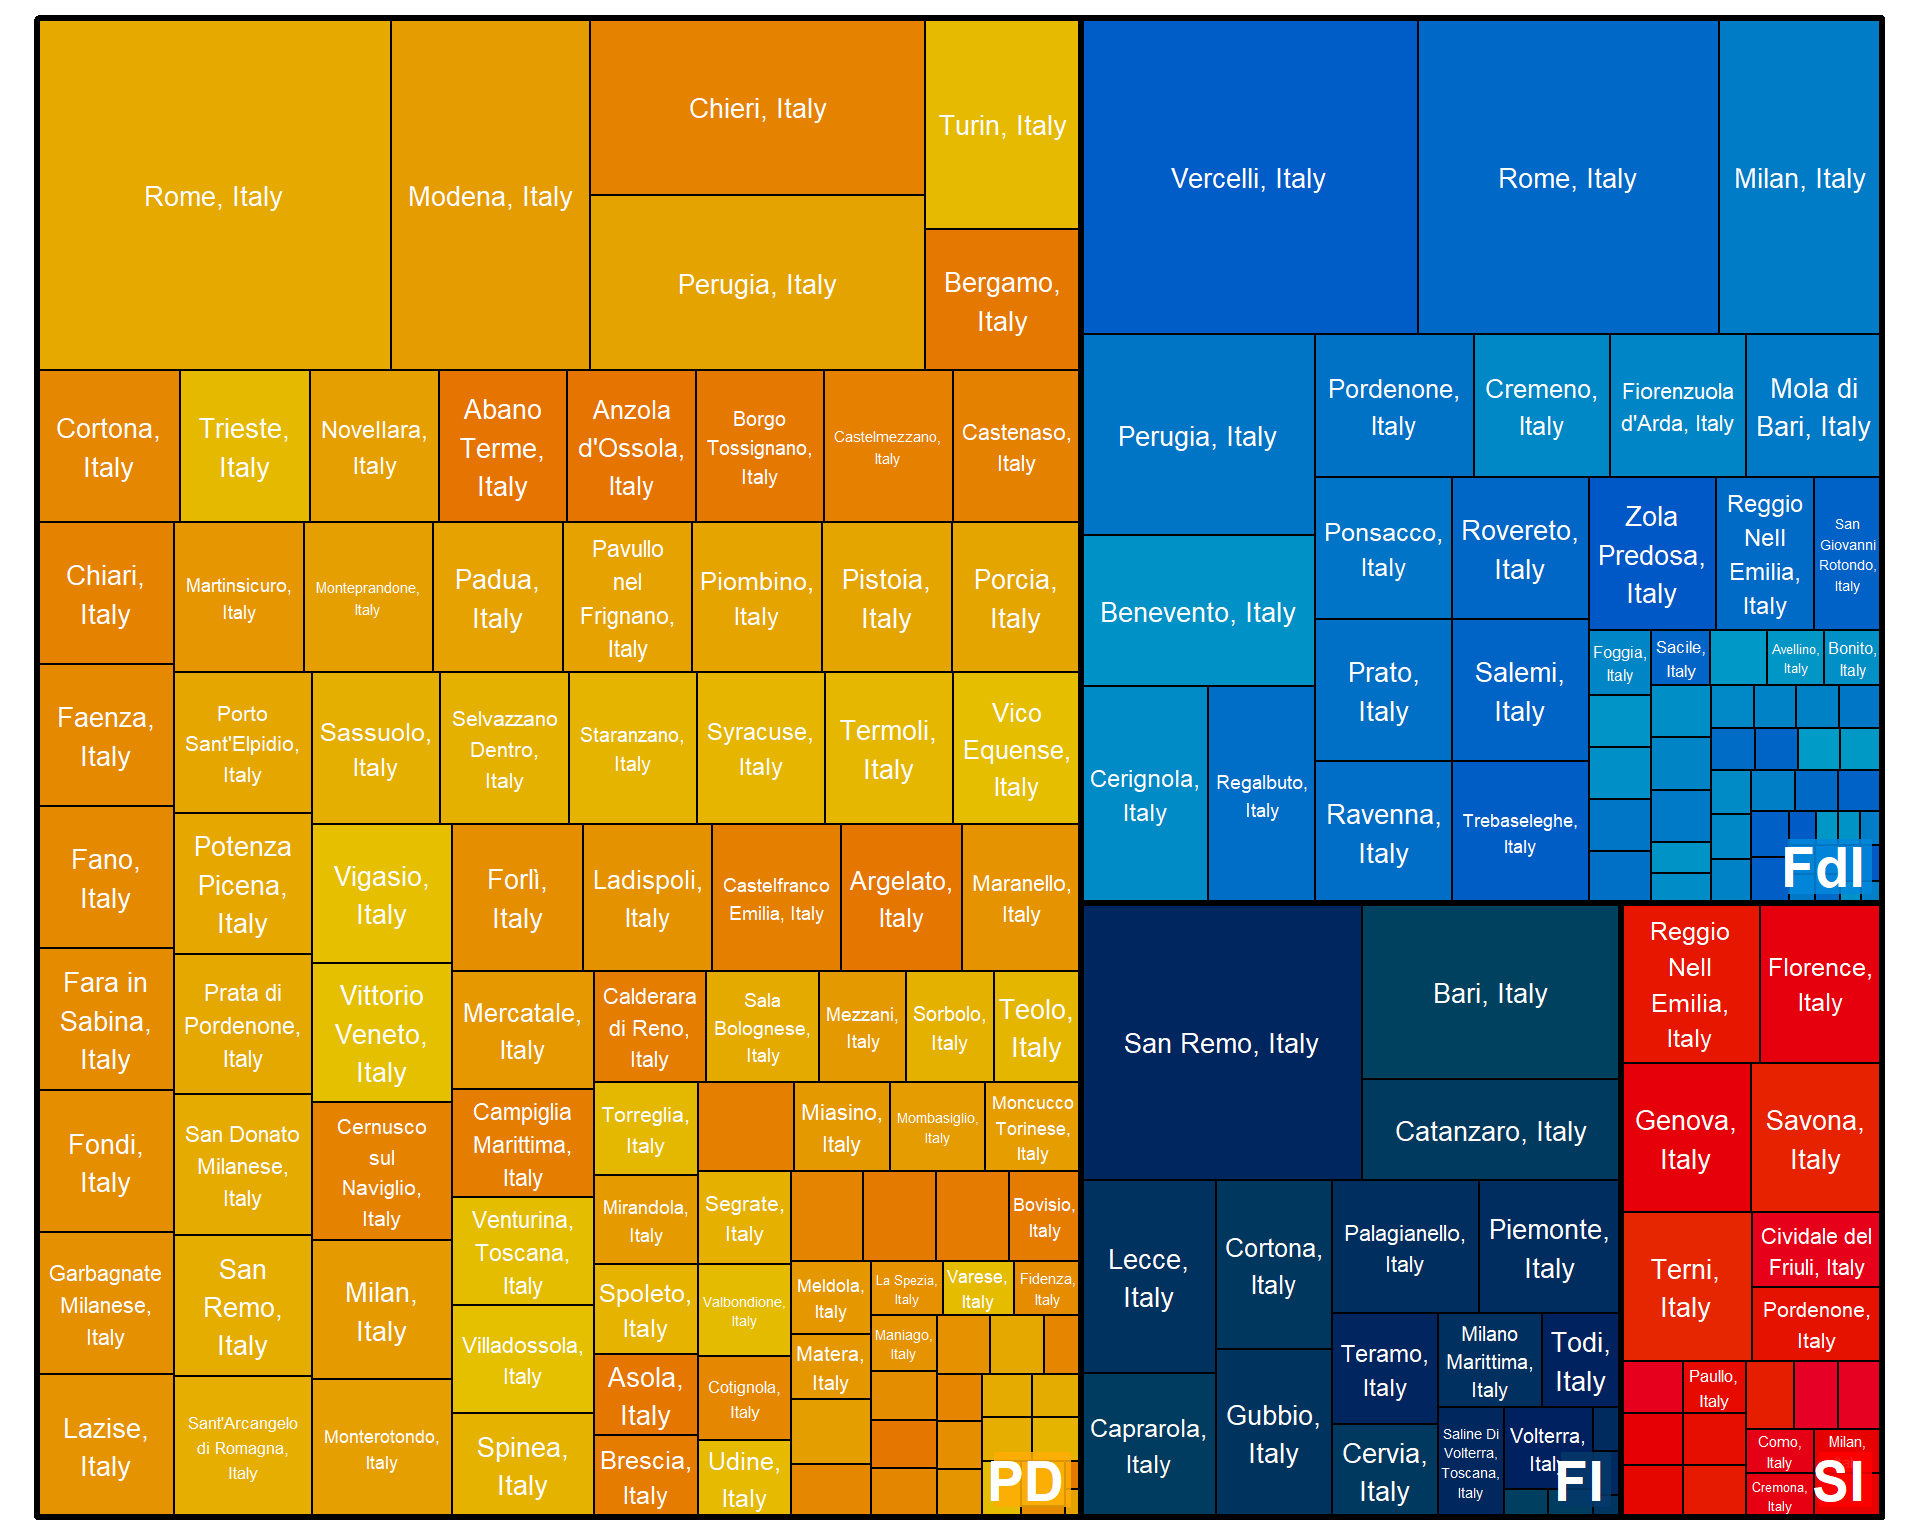 Rome, Italy
Modena, Italy
Chieri, Italy
Perugia, Italy
Turin, Italy
Bergamo,
Italy
Cortona,
Italy
Trieste,
Italy
Novellara,
Italy
Abano
Terme,
Italy
Anzola
d'Ossola,
Italy
Borgo
Tossignano,
Italy
Castelmezzano,
Italy
Castenaso,
Italy
Chiari,
Italy
Martinsicuro,
Italy
Monteprandone,
Italy
Padua,
Italy
Pavullo
nel
Frignano,
Italy
Piombino,
Italy
Pistoia,
Italy
Porcia,
Italy
Faenza,
Italy
Porto
Sant'Elpidio,
Italy
Sassuolo,
Italy
Selvazzano
Dentro,
Italy
Staranzano,
Italy
Syracuse,
Italy
Termoli,
Italy
Vico
Equense,
Italy
Fano,
Italy
Potenza
Picena,
Italy
Vigasio,
Italy
Forlì,
Italy
Ladispoli,
Italy
Castelfranco
Emilia, Italy
Argelato,
Italy
Maranello,
Italy
Fara in
Sabina,
Italy
Prata di
Pordenone,
Italy
Vittorio
Veneto,
Italy
Mercatale,
Italy
Calderara
di Reno,
Italy
Sala
Bolognese,
Italy
Mezzani,
Italy
Sorbolo,
Italy
Teolo,
Italy
Fondi,
Italy
San Donato
Milanese,
Italy
Cernusco
sul
Naviglio,
Italy
Campiglia
Marittima,
Italy
Torreglia,
Italy
Miasino,
Italy
Mombasiglio,
Italy
Moncucco
Torinese,
Italy
Garbagnate
Milanese,
Italy
San
Remo,
Italy
Milan,
Italy
Venturina,
Toscana,
Italy
Mirandola,
Italy
Segrate,
Italy
Bovisio,
Italy
Villadossola,
Italy
Spoleto,
Italy
Valbondione,
Italy
Meldola,
Italy
La Spezia,
Italy
Varese,
Italy
Fidenza,
Italy
Maniago,
Italy
Matera,
Italy
Lazise,
Italy
Sant'Arcangelo
di Romagna,
Italy
Monterotondo,
Italy
Spinea,
Italy
Asola,
Italy
Cotignola,
Italy
Brescia,
Italy
Udine,
Italy
PD
Vercelli, Italy
Rome, Italy
Milan, Italy
Perugia, Italy
Pordenone,
Italy
Cremeno,
Italy
Fiorenzuola
d'Arda, Italy
Mola di
Bari, Italy
Benevento, Italy
Ponsacco,
Italy
Rovereto,
Italy
Zola
Predosa,
Italy
Reggio
Nell
Emilia,
Italy
San
Giovanni
Rotondo,
Italy
Prato,
Italy
Salemi,
Italy
Foggia,
Italy
Sacile,
Italy
Avellino,
Italy
Bonito,
Italy
Cerignola,
Italy
Regalbuto,
Italy
Ravenna,
Italy
Trebaseleghe,
Italy
FdI
San Remo, Italy
Bari, Italy
Catanzaro, Italy
Lecce,
Italy
Cortona,
Italy
Palagianello,
Italy
Piemonte,
Italy
Teramo,
Italy
Milano
Marittima,
Italy
Todi,
Italy
Caprarola,
Italy
Gubbio,
Italy
Cervia,
Italy
Saline Di
Volterra,
Toscana,
Italy
Volterra,
Italy
FI
Reggio
Nell
Emilia,
Italy
Florence,
Italy
Genova,
Italy
Savona,
Italy
Terni,
Italy
Cividale del
Friuli, Italy
Pordenone,
Italy
Paullo,
Italy
Como,
Italy
Milan,
Italy
Cremona,
Italy
SI